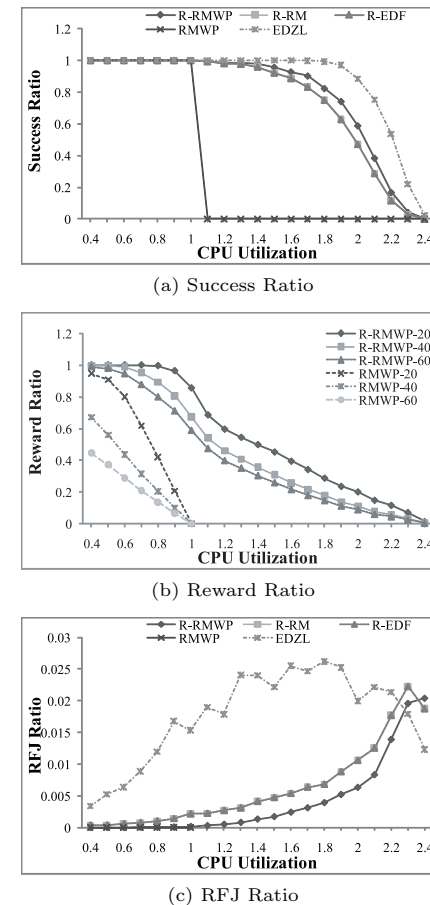 R-RMWP R-RM R-EDF
RMWP EDZL
1.2
1
0.8
0.6
0.4
0.2
0
Success Ratio
0.4 0.6 0.8 1 1.2 1.4 1.6 1.8 2 2.2 2.4
CPU Utilization
(a) Success Ratio
R-RMWP-20
R-RMWP-40
R-RMWP-60
RMWP-20
RMWP-40
RMWP-60
1.2
1
0.8
0.6
0.4
0.2
0
Reward Ratio
0.4 0.6 0.8 1 1.2 1.4 1.6 1.8 2 2.2 2.4
CPU Utilization
(b) Reward Ratio
R-RMWP R-RM R-EDF
RMWP EDZL
0.03
0.025
0.02
0.015
0.01
0.005
0
RFJ Ratio
0.4 0.6 0.8 1 1.2 1.4 1.6 1.8 2 2.2 2.4
CPU Utilization
(c) RFJ Ratio